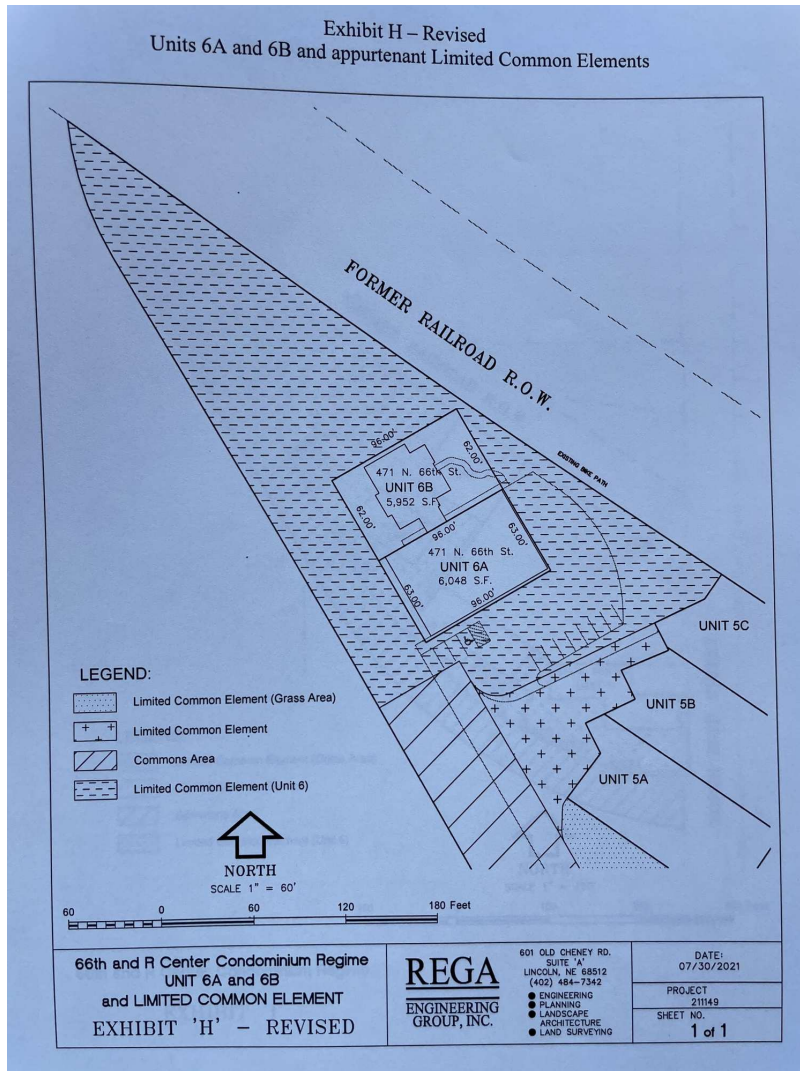 Exhibit H – Revised
Units 6A and 6B and appurtenant Limited Common Elements
FORMER RAILROAD R.O.W.
EXISTING BIKE PATH
96.00'
62.00'
471 N. 66th St.
UNIT 6B
5,952 S.F.
62.00'
96.00'
63.00'
471 N. 66th St.
UNIT 6A
6,048 S.F.
63.00'
96.00'
UNIT 5C
UNIT 5B
UNIT 5A
LEGEND:
Limited Common Element (Grass Area)
Limited Common Element
Commons Area
Limited Common Element (Unit 6)
NORTH
SCALE 1" = 60'
60 0 60 120 180 Feet
66th and R Center Condominium Regime
UNIT 6A and 6B
and LIMITED COMMON ELEMENT
EXHIBIT 'H' – REVISED
REGA
ENGINEERING
GROUP, INC.
601 OLD CHENEY RD.
SUITE 'A'
LINCOLN, NE 68512
(402) 484-7342
● ENGINEERING
● PLANNING
● LANDSCAPE
ARCHITECTURE
● LAND SURVEYING
DATE:
07/30/2021
PROJECT
211149
SHEET NO.
1 of 1